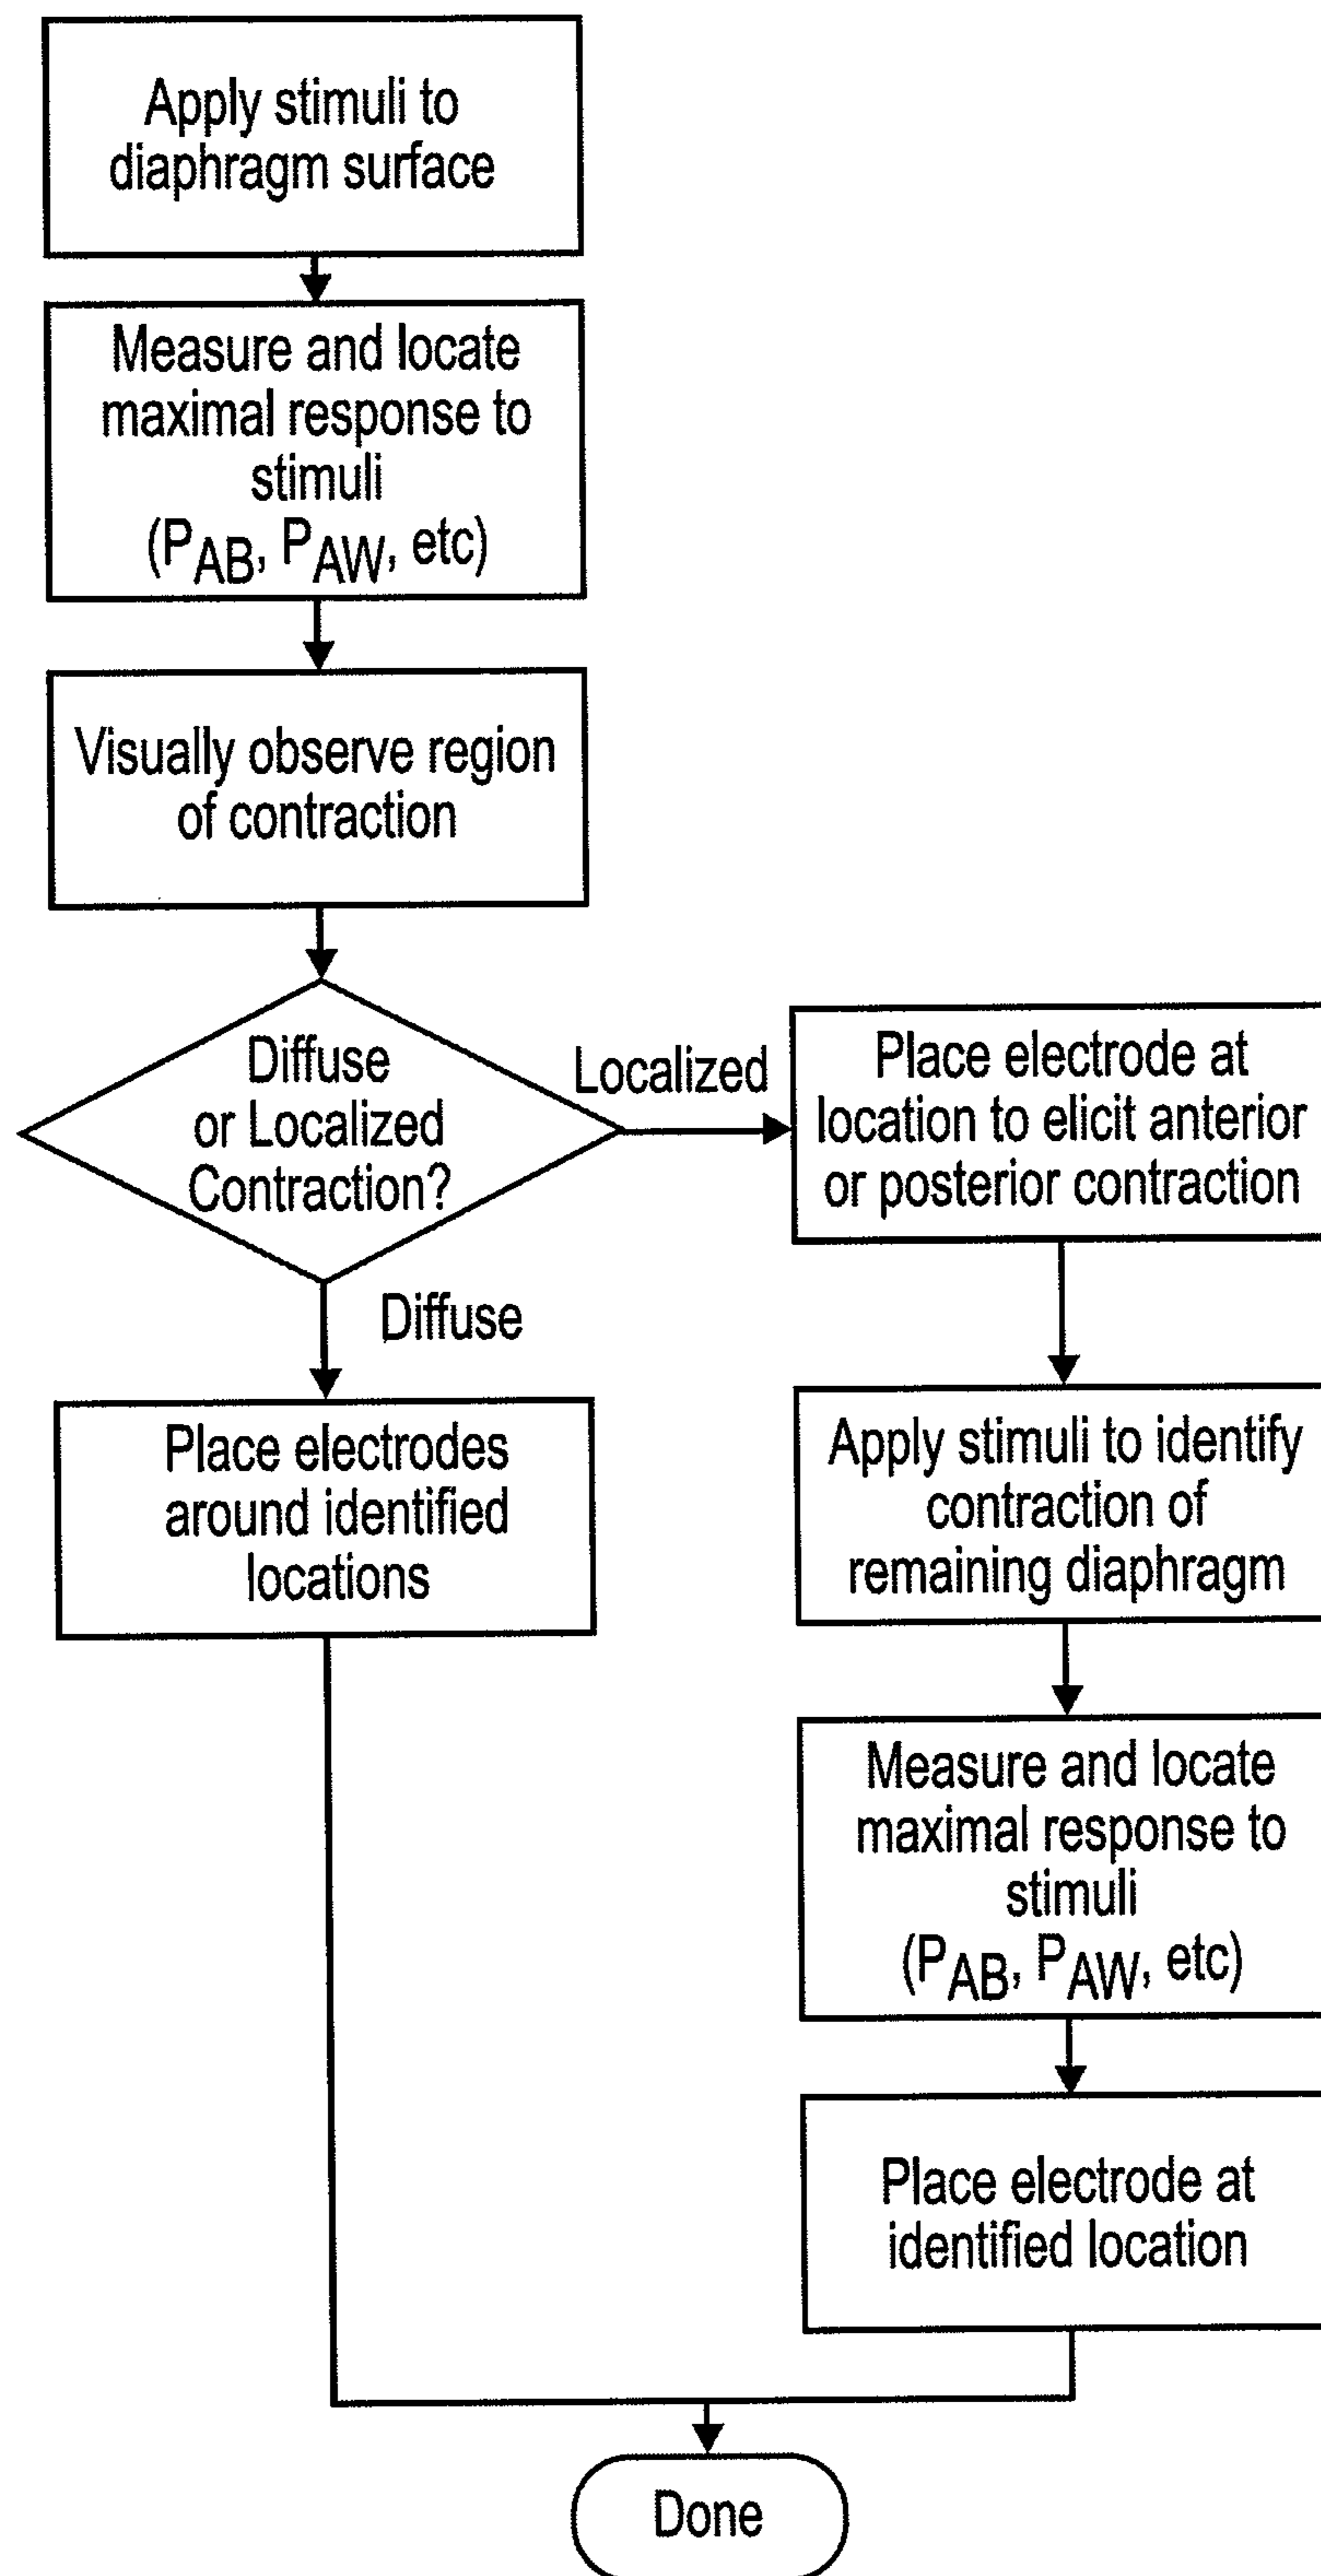 Apply stimuli to
diaphragm surface
Measure and locate
maximal response to
stimuli
(PAB, PAW, etc)
Visually observe region
of contraction
Diffuse
or Localized
Contraction?
Localized
Diffuse
Place electrodes
around identified
locations
Place electrode at
location to elicit anterior
or posterior contraction
Apply stimuli to identify
contraction of
remaining diaphragm
Measure and locate
maximal response to
stimuli
(PAB, PAW, etc)
Place electrode at
identified location
Done